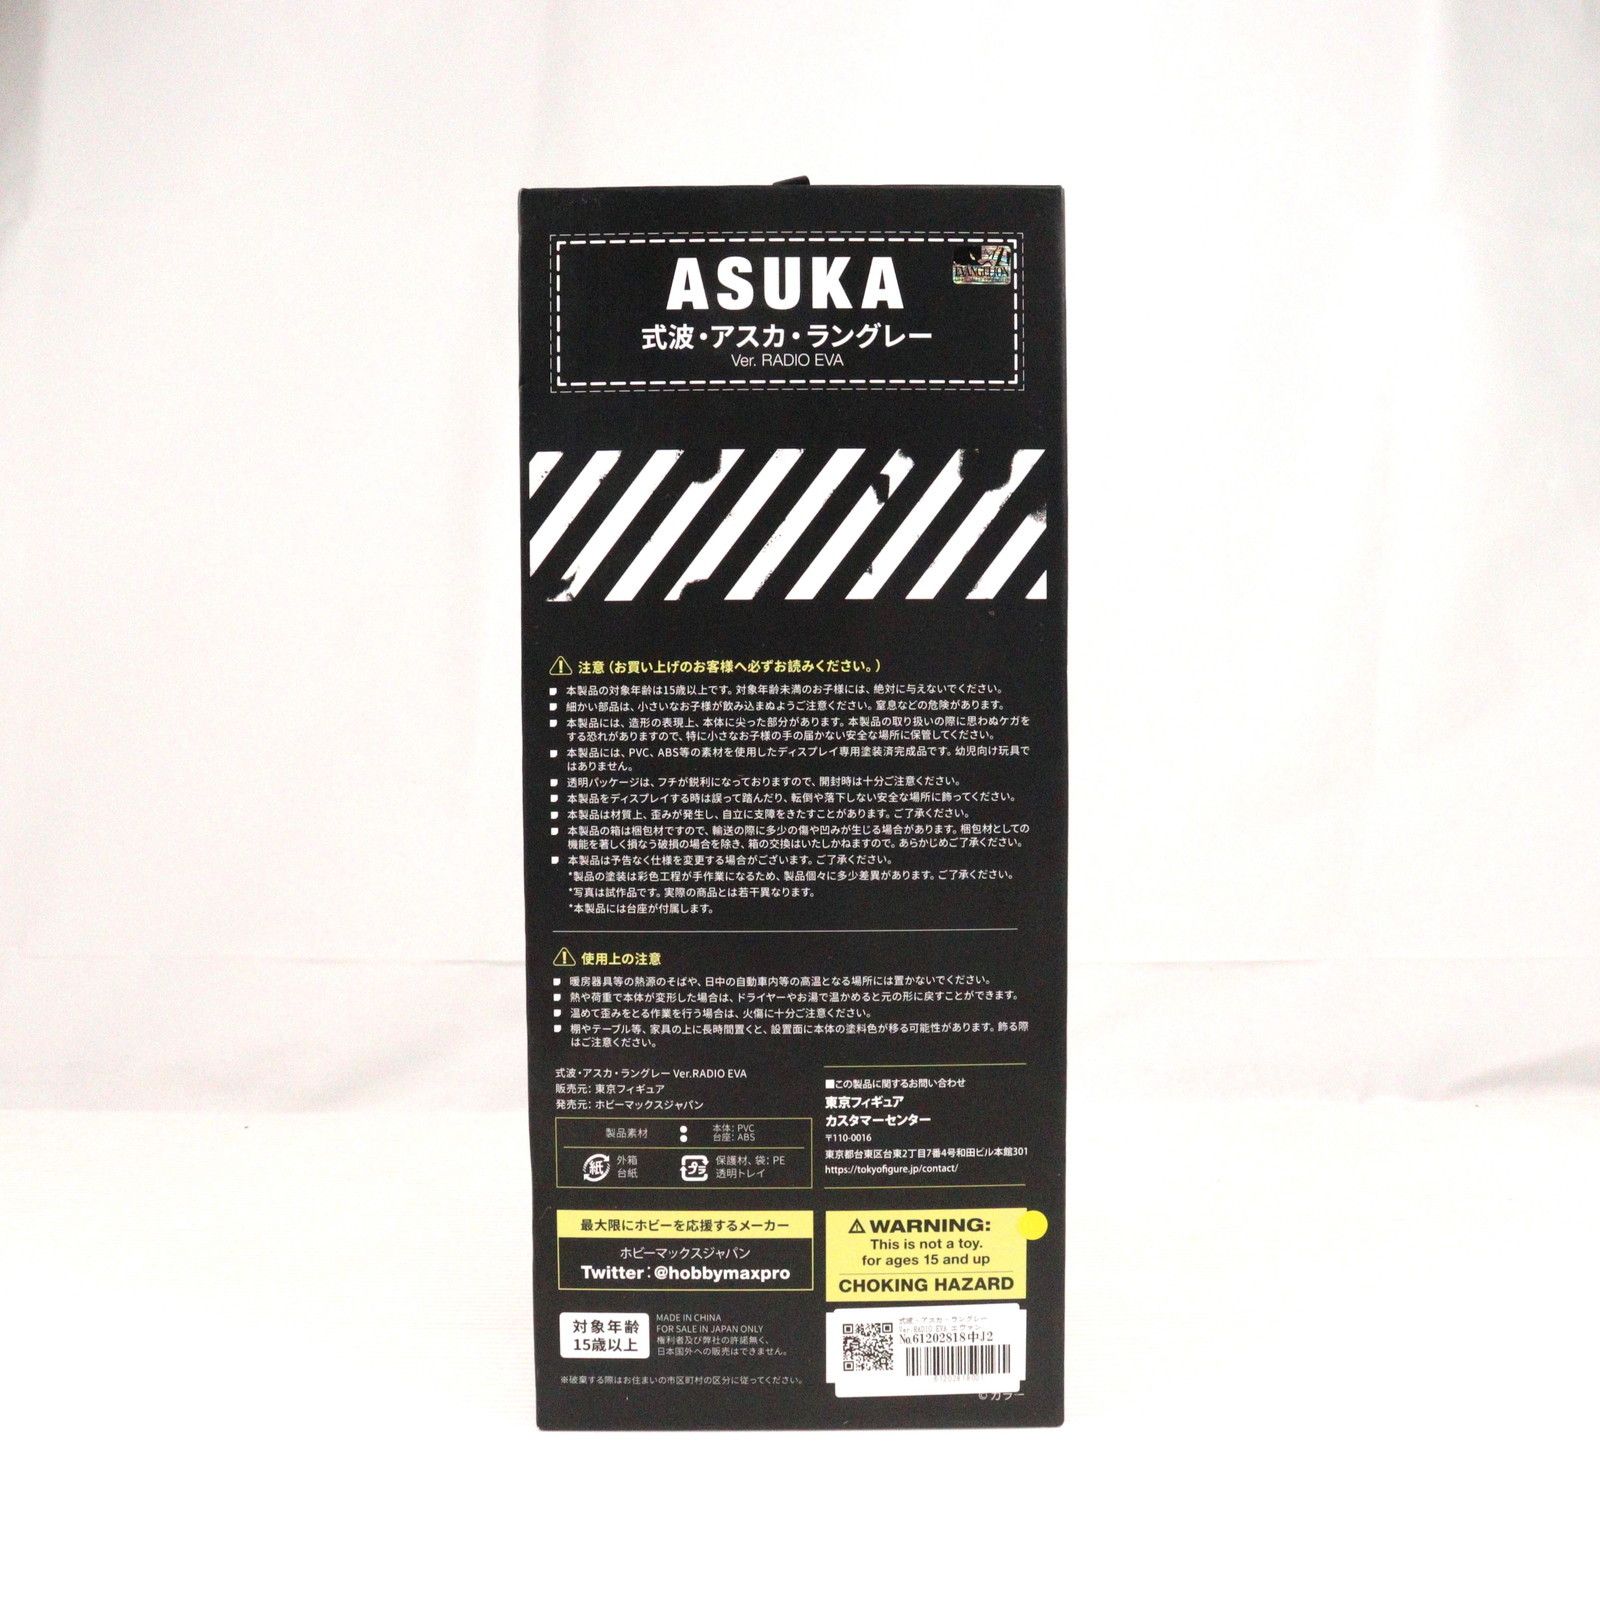 ASUKA
EVANGELION
式波・アスカ・ラングレー
Ver. RADIO EVA
注意（お買い上げのお客様へ必ずお読みください。）
本製品の対象年齢は15歳以上です。対象年齢未満のお子様には、絶対に与えないでください。
細かい部品は、小さいなお子様が飲み込まぬようご注意ください。窒息などの危険があります。
本製品には、造形の表現上、本体に尖った部分があります。本製品の取り扱いの際に思わぬケガを
する恐れがありますので、特に小さなお子様の手の届かない安全な場所に保管してください。
本製品には、PVC、ABS等の素材を使用したディスプレイ専用塗装済完成品です。幼児向け玩具で
はありません。
透明パッケージは、フチが鋭利になっておりますので、開封時は十分ご注意ください。
本製品をディスプレイする時は誤って踏んだり、転倒や落下しない安全な場所に飾ってください。
本製品は材質上、歪みが発生し、自立に支障をきたすことがあります。ご了承ください。
本製品の箱は梱包材ですので、輸送の際に多少の傷や凹みが生じる場合があります。梱包材としての
機能を著しく損なう破損の場合を除き、箱の交換はいたしかねますので。あらかじめご了承ください。
本製品は予告なく仕様を変更する場合がございます。ご了承ください。
*製品の塗装は彩色工程が手作業になるため、製品個々に多少差異があります。ご了承ください。
*写真は試作品です。実際の商品とは若干異なります。
*本製品には台座が付属します。
使用上の注意
暖房器具等の熱源のそばや、日中の自動車内等の高温となる場所には置かないでください。
熱や荷重で本体が変形した場合は、ドライヤーやお湯で温めると元の形に戻すことができます。
温めて歪みをとる作業を行う場合は、火傷に十分ご注意ください。
棚やテーブル等、家具の上に長時間置くと、設置面に本体の塗料色が移る可能性があります。飾る際
はご注意ください。
式波・アスカ・ラングレー Ver.RADIO EVA
販売元: 東京フィギュア
発売元: ホビーマックスジャパン
製品素材
本体: PVC
台座: ABS
紙
外箱
台紙
プラ
保護材、袋: PE
透明トレイ
■この製品に関するお問い合わせ
東京フィギュア
カスタマーセンター
〒110-0016
東京都台東区台東2丁目7番4号和田ビル本館301
https://tokyofigure.jp/contact/
最大限にホビーを応援するメーカー
ホビーマックスジャパン
Twitter：@hobbymaxpro
WARNING:
This is not a toy.
for ages 15 and up
CHOKING HAZARD
対象年齢
15歳以上
MADE IN CHINA
FOR SALE IN JAPAN ONLY
権利者及び弊社の許諾無く、
日本国外への販売はできません。
※破棄する際はお住まいの市区町村の区分に従ってください。
式波・アスカ・ラングレー
Ver.RADIO EVA エヴァン
No.61202818中J2
©カラー